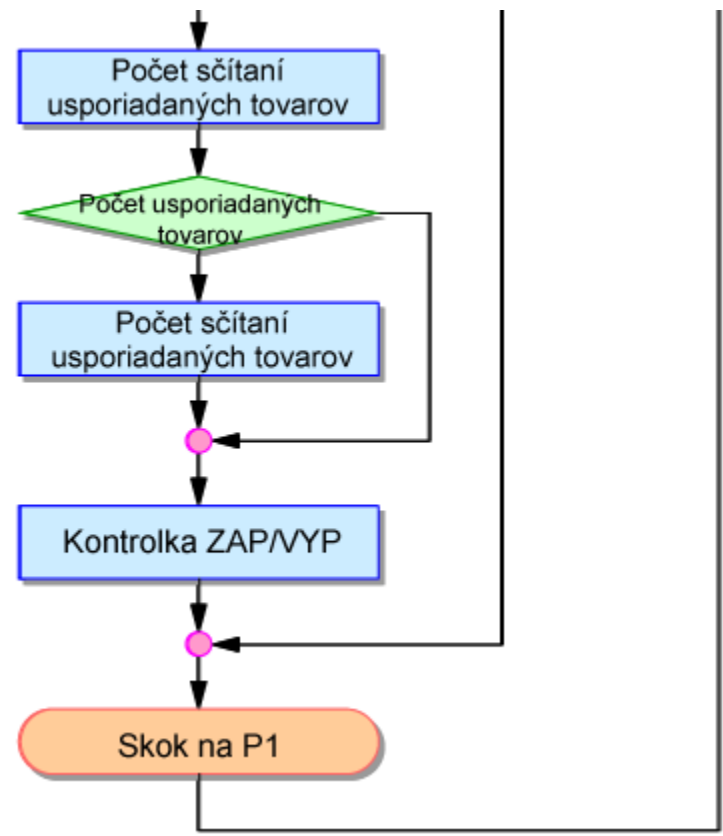 Počet sčítaní
usporiadaných tovarov
Počet usporiadaných
tovarov
Počet sčítaní
usporiadaných tovarov
Kontrolka ZAP/VYP
Skok na P1